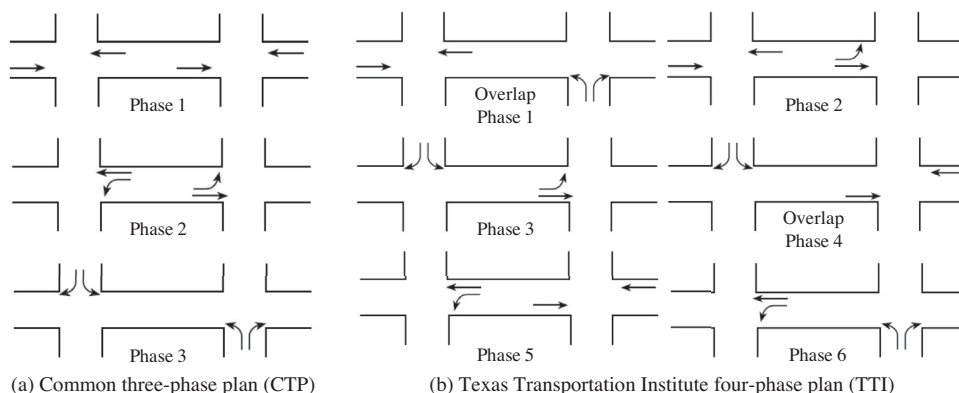 Phase 1
Phase 2
Phase 3
(a) Common three-phase plan (CTP)
Overlap
Phase 1
Phase 2
Phase 3
Overlap
Phase 4
Phase 5
Phase 6
(b) Texas Transportation Institute four-phase plan (TTI)